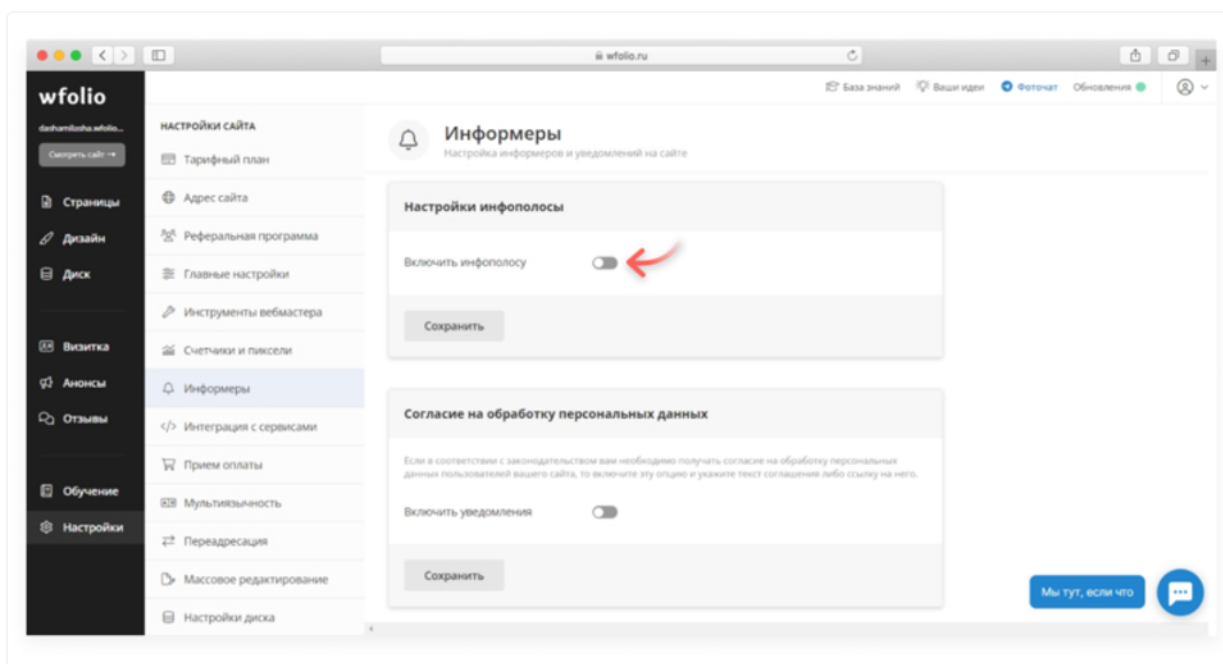 wfolio.ru
wfolio
dashamilasha.wfolio...
Смотреть сайт →
Страницы
Дизайн
Диск
Визитка
Анонсы
Отзывы
Обучение
Настройки
База знаний Ваши идеи Фоточат Обновления
НАСТРОЙКИ САЙТА
Тарифный план
Адрес сайта
Реферальная программа
Главные настройки
Инструменты вебмастера
Счетчики и пиксели
Информеры
Интеграция с сервисами
Прием оплаты
Мультиязычность
Переадресация
Массовое редактирование
Настройки диска
Информеры
Настройка информеров и уведомлений на сайте
Настройки инфополосы
Включить инфополосу
Сохранить
Согласие на обработку персональных данных
Если в соответствии с законодательством вам необходимо получать согласие на обработку персональных
данных пользователей вашего сайта, то включите эту опцию и укажите текст соглашения либо ссылку на него.
Включить уведомления
Сохранить
Мы тут, если что